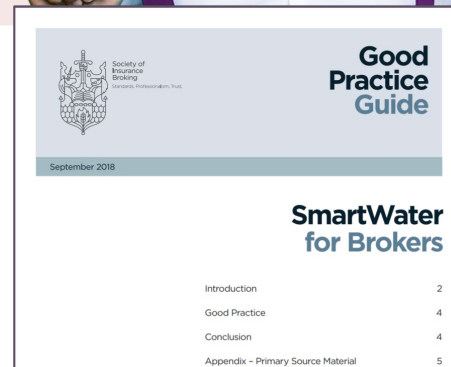 Society of
Insurance
Broking
Standards. Professionalism. Trust.
Good
Practice
Guide
September 2018
SmartWater
for Brokers
Introduction 2
Good Practice 4
Conclusion 4
Appendix – Primary Source Material 5